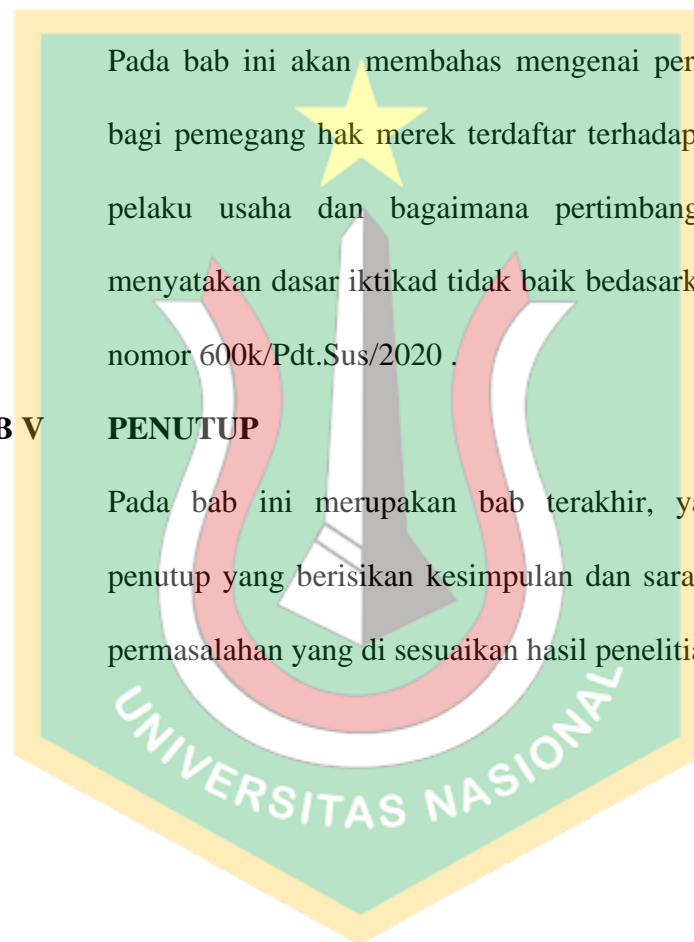 Pada bab ini akan membahas mengenai per
bagi pemegang hak merek terdaftar terhadap
pelaku usaha dan bagaimana pertimbang
menyatakan dasar iktikad tidak baik bedasark
nomor 600k/Pdt.Sus/2020 .
B V PENUTUP
Pada bab ini merupakan bab terakhir, ya
penutup yang berisikan kesimpulan dan sara
permasalahan yang di sesuaikan hasil peneliti
UNIVERSITAS NASIONAL